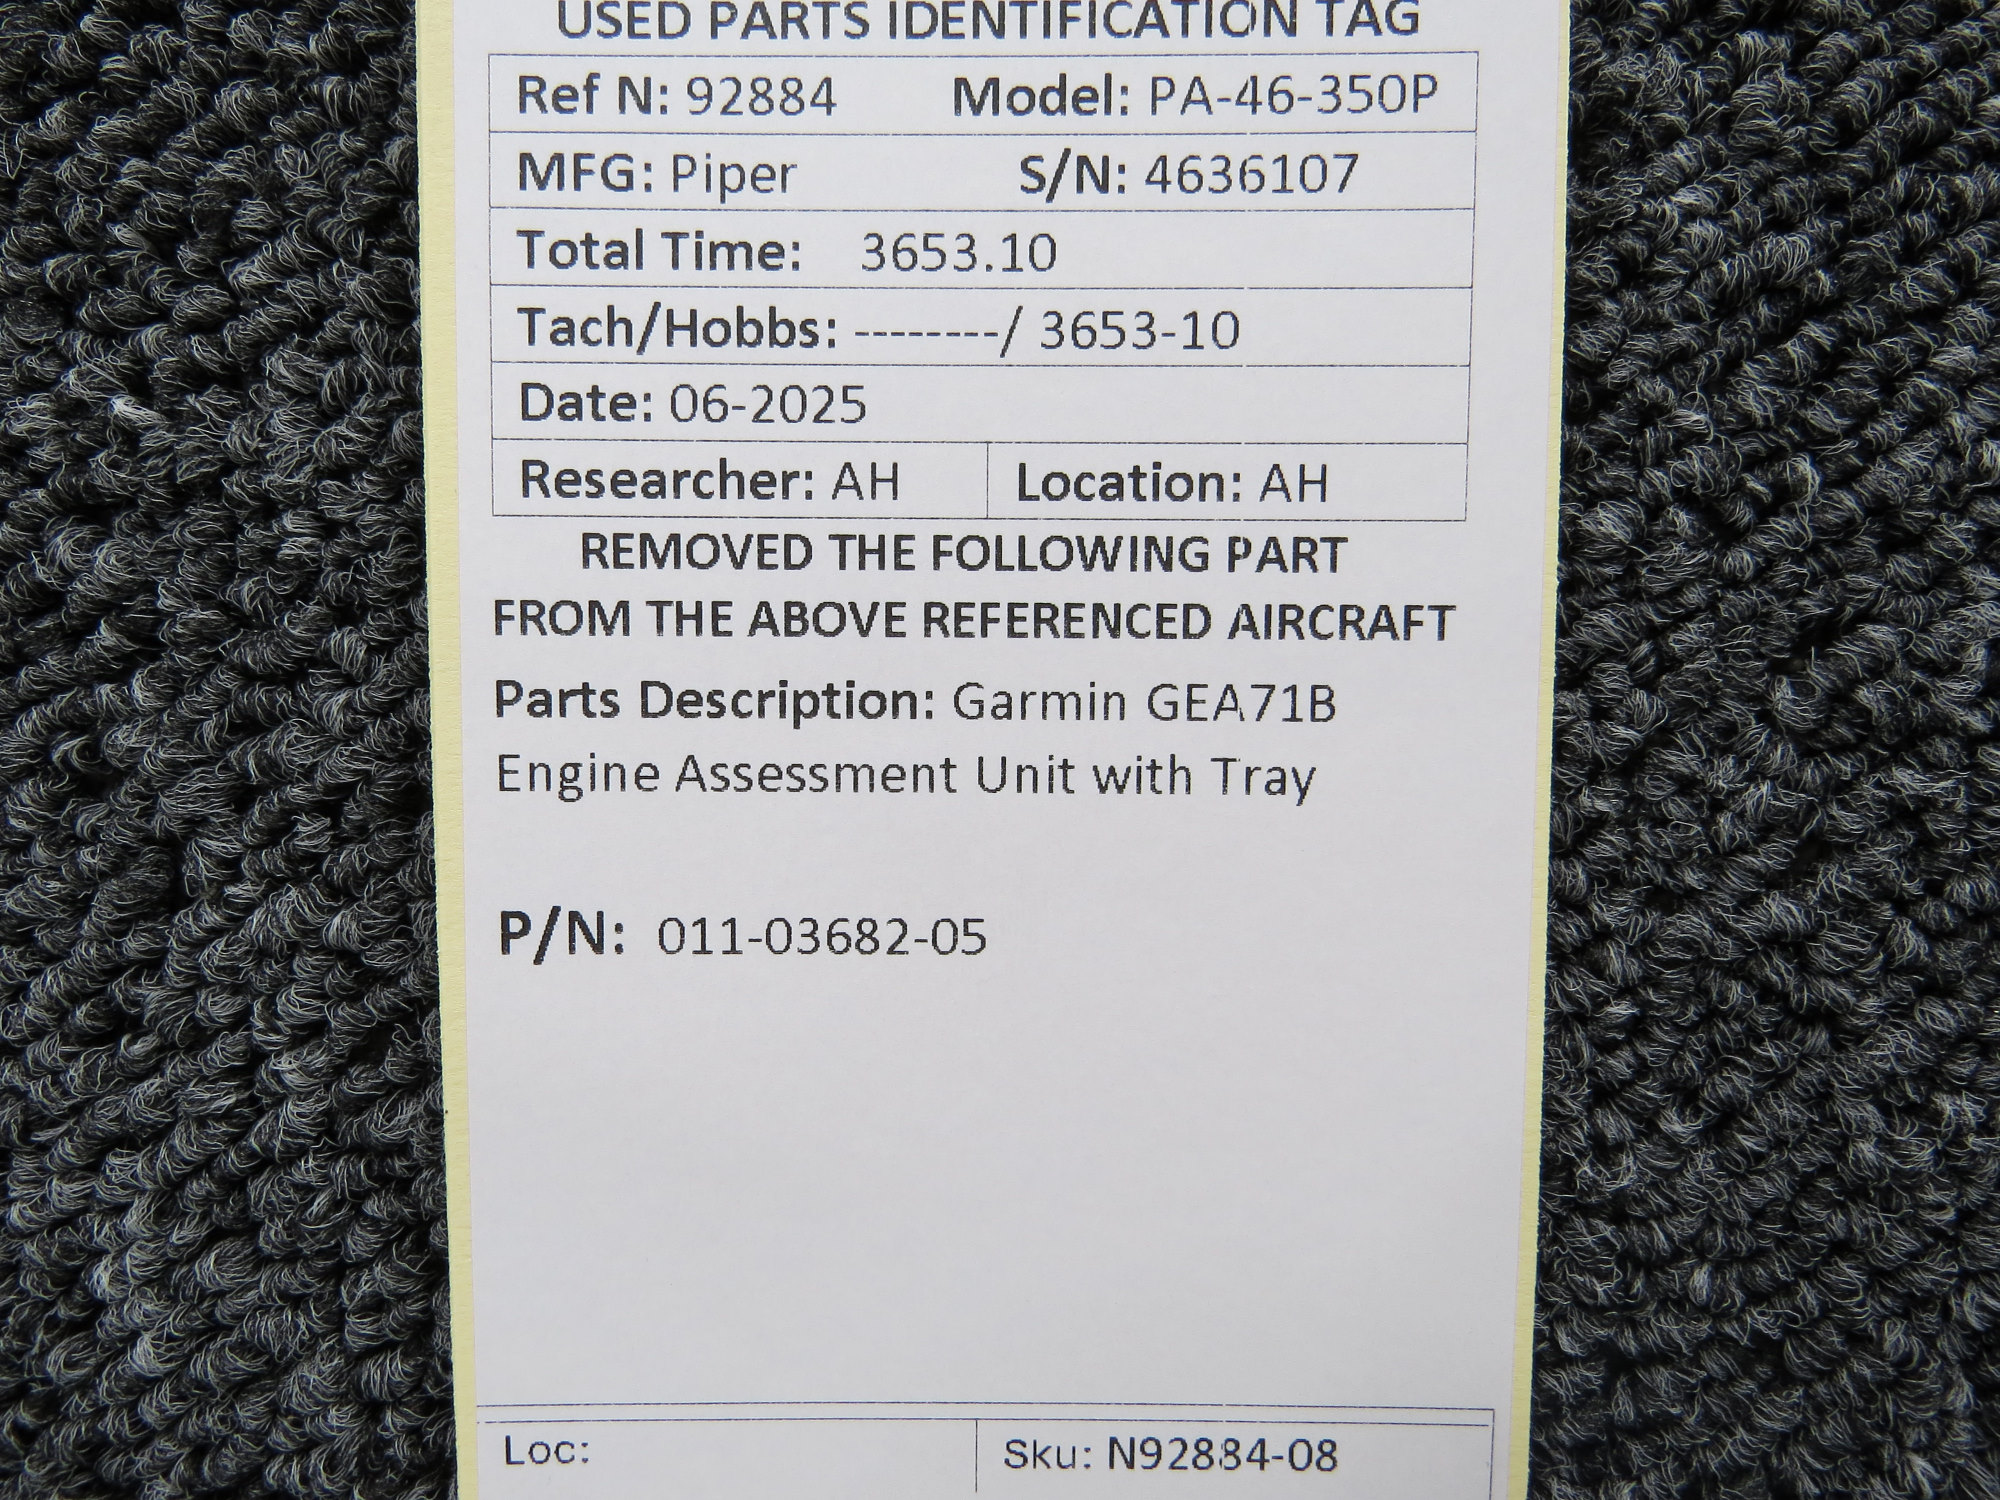 USED PARTS IDENTIFICATION TAG
Ref N: 92884 Model: PA-46-350P
MFG: Piper S/N: 4636107
Total Time: 3653.10
Tach/Hobbs: --------/ 3653-10
Date: 06-2025
Researcher: AH Location: AH
REMOVED THE FOLLOWING PART
FROM THE ABOVE REFERENCED AIRCRAFT
Parts Description: Garmin GEA71B
Engine Assessment Unit with Tray
P/N: 011-03682-05
Loc: Sku: N92884-08